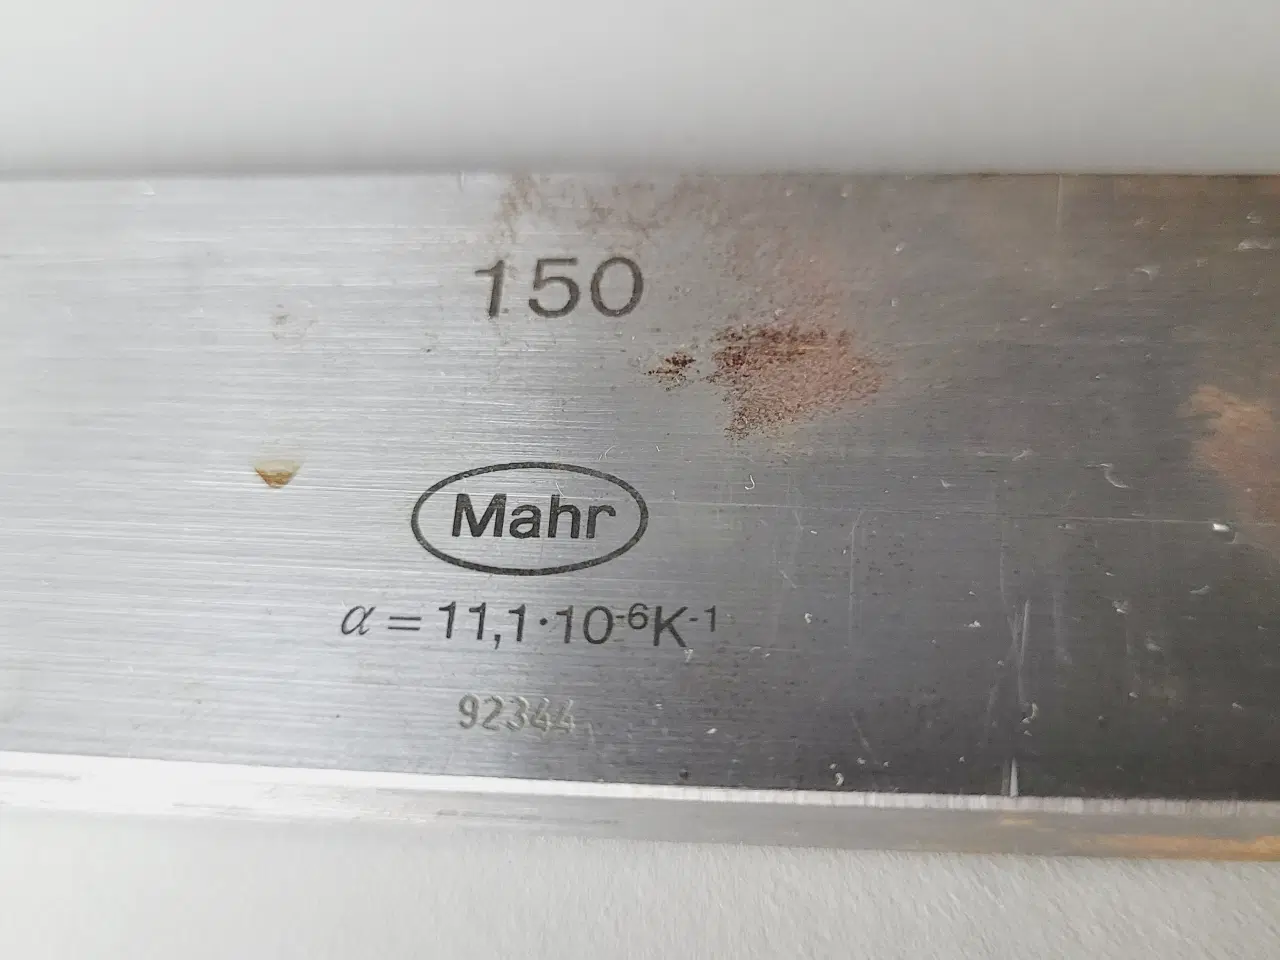 150
Mahr
α = 11,1·10⁻⁶K⁻¹
92344